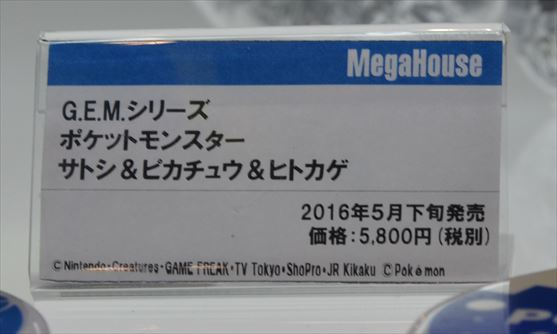 MegaHouse
G.E.M.シリーズ
ポケットモンスター
サトシ&ピカチュウ&ヒトカゲ
2016年5月下旬発売
価格:5,800円(税別)
©Nintendo・Creatures・GAME FREAK・TV Tokyo・ShoPro・JR Kikaku ©Pokémon